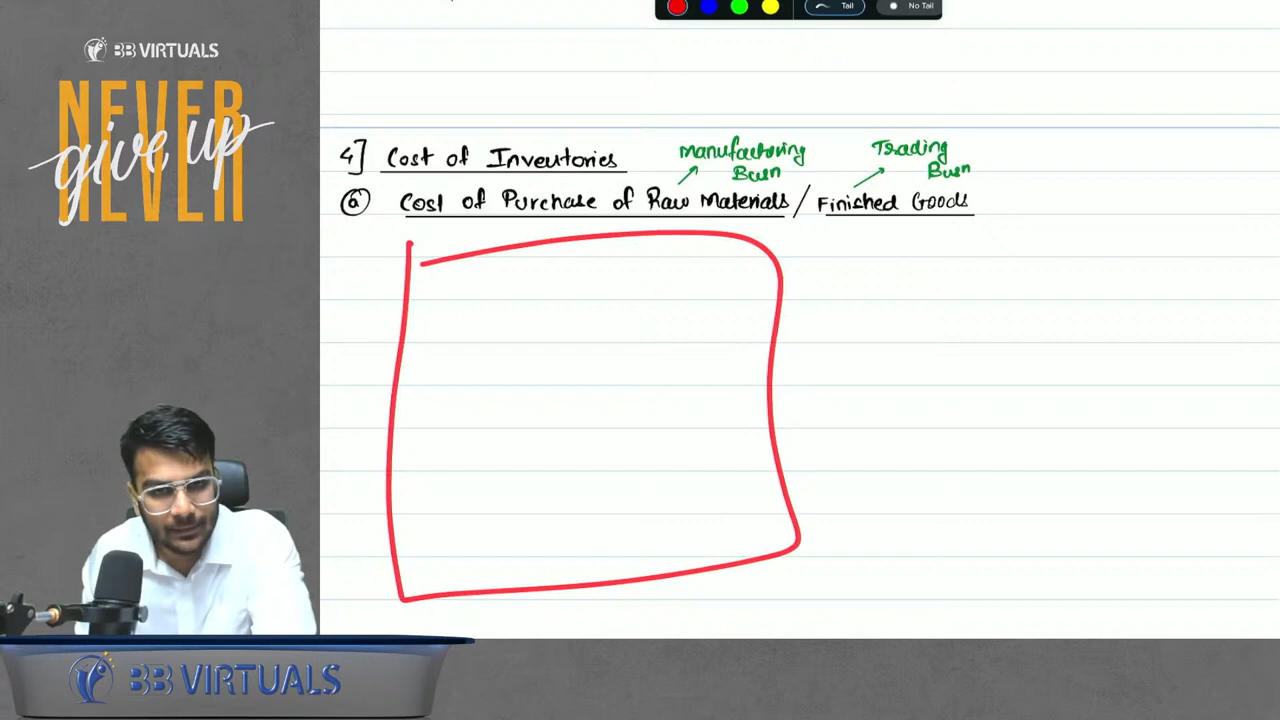 Tail
No Tail
BB VIRTUALS
NEVER
give up
NEVER
4] Cost of Inventories
Manufacturing Busn
Trading Busn
a Cost of Purchase of Raw Materials / Finished Goods
BB VIRTUALS